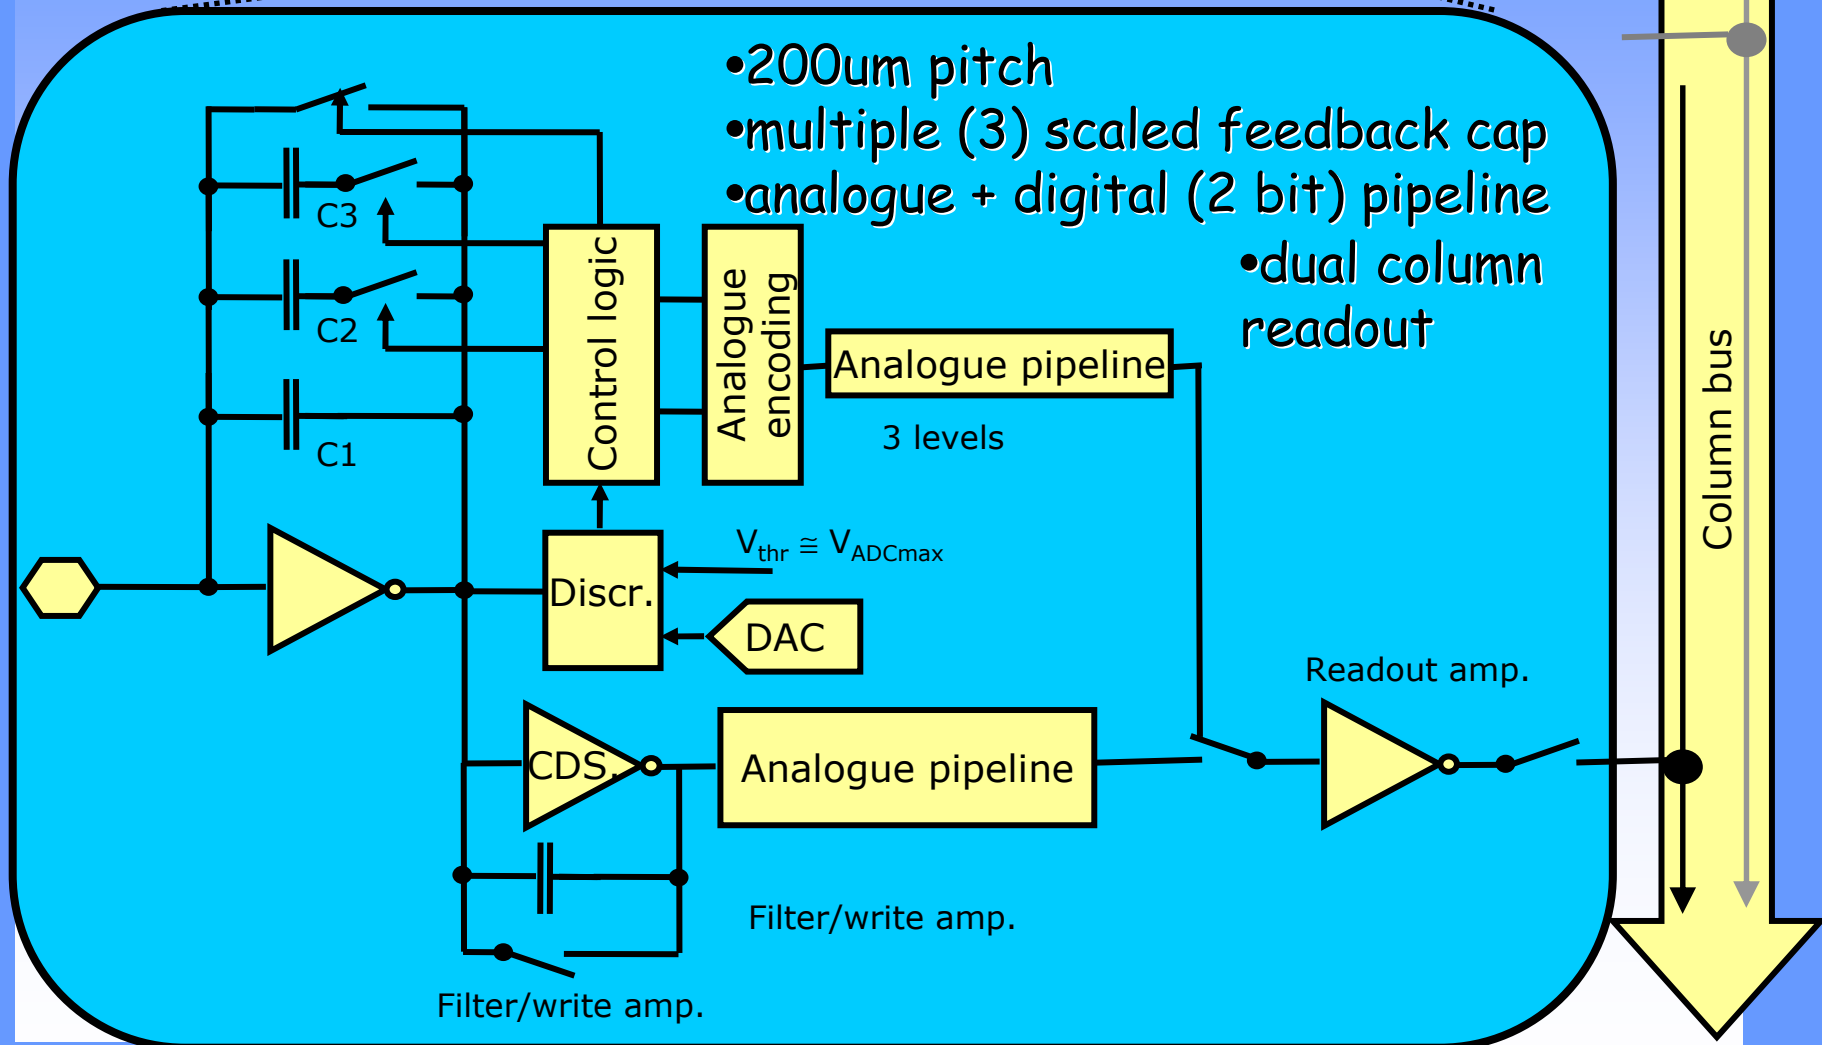 •200um pitch
•multiple (3) scaled feedback cap
•analogue + digital (2 bit) pipeline
•dual column
readout
C3
C2
C1
Control logic
Analogue
encoding
Analogue pipeline
3 levels
Column bus
Vthr ≅ VADCmax
Discr.
DAC
Readout amp.
CDS.
Analogue pipeline
Filter/write amp.
Filter/write amp.